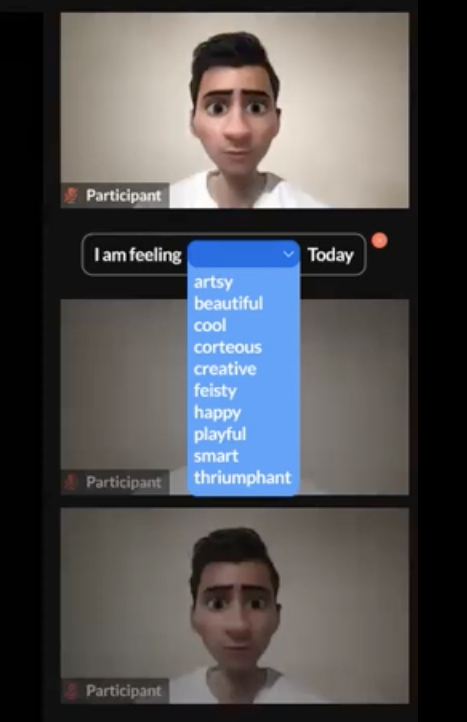 Participant
I am feeling Today
artsy
beautiful
cool
corteous
creative
feisty
happy
playful
smart
thriumphant
Participant
Participant